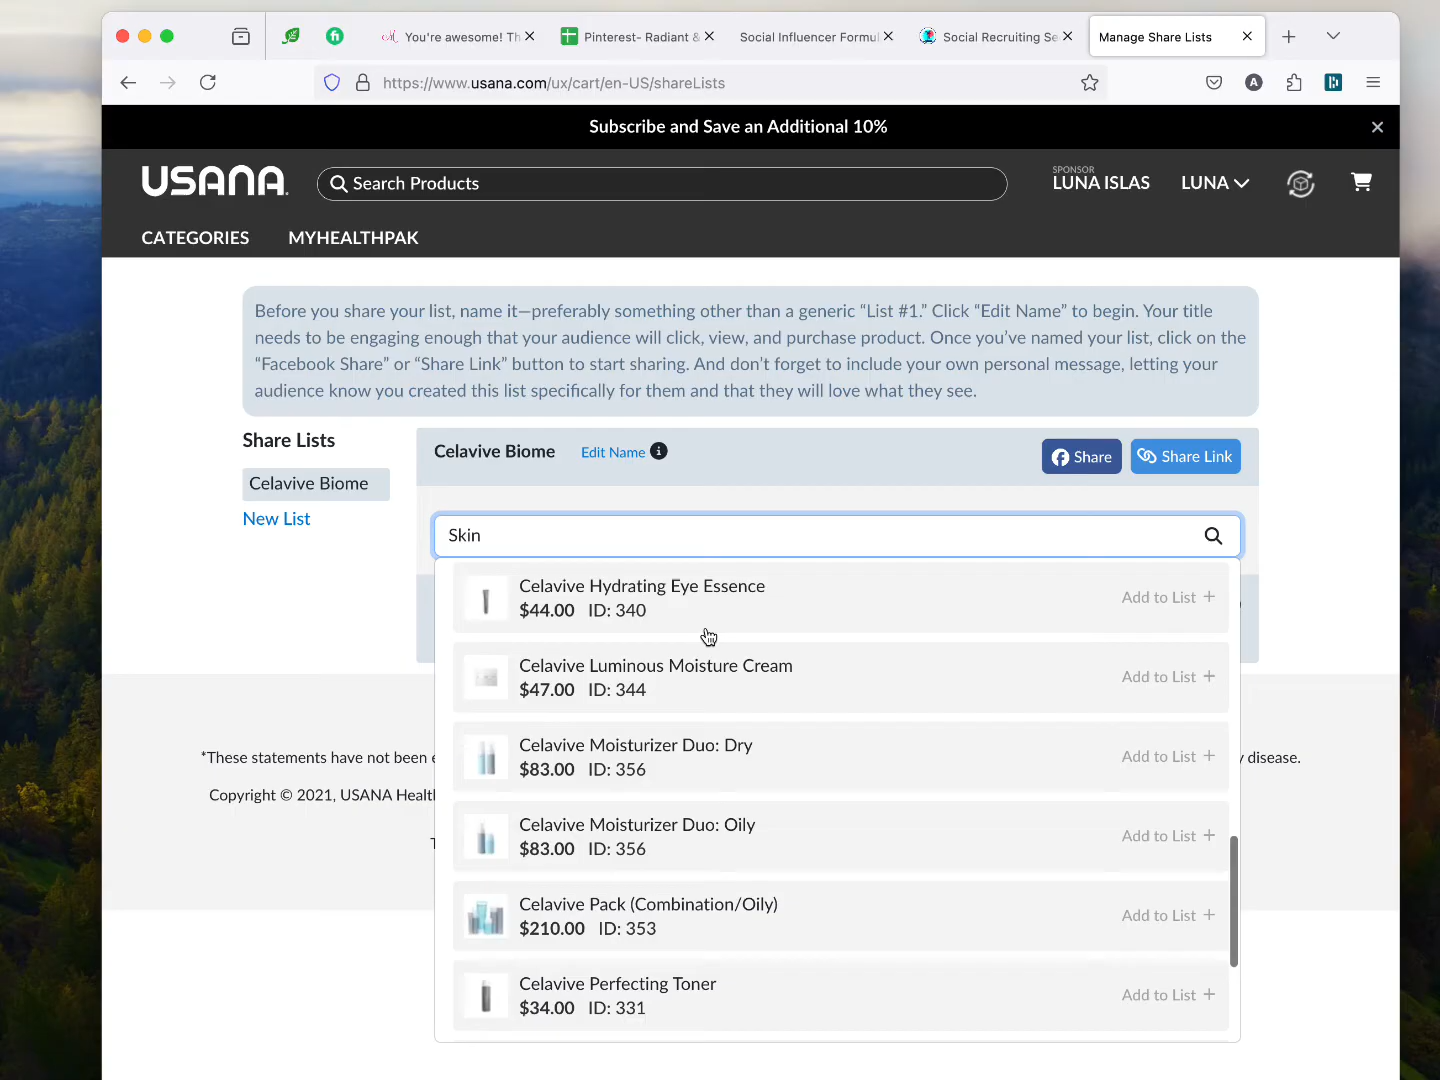 You're awesome! Th
Pinterest- Radiant &
Social Influencer Formul
Social Recruiting Se
Manage Share Lists
https://www.usana.com/ux/cart/en-US/shareLists
A
Subscribe and Save an Additional 10%
USANA
Search Products
SPONSOR
LUNA ISLAS
LUNA
CATEGORIES
MYHEALTHPAK
Before you share your list, name it—preferably something other than a generic “List #1.” Click “Edit Name” to begin. Your title
needs to be engaging enough that your audience will click, view, and purchase product. Once you’ve named your list, click on the
“Facebook Share” or “Share Link” button to start sharing. And don’t forget to include your own personal message, letting your
audience know you created this list specifically for them and that they will love what they see.
Share Lists
Celavive Biome
New List
Celavive Biome
Edit Name
Share
Share Link
Skin
Celavive Hydrating Eye Essence
$44.00 ID: 340
Add to List +
Celavive Luminous Moisture Cream
$47.00 ID: 344
Add to List +
Celavive Moisturizer Duo: Dry
$83.00 ID: 356
Add to List +
Celavive Moisturizer Duo: Oily
$83.00 ID: 356
Add to List +
Celavive Pack (Combination/Oily)
$210.00 ID: 353
Add to List +
Celavive Perfecting Toner
$34.00 ID: 331
Add to List +
*These statements have not been e
y disease.
Copyright © 2021, USANA Healt